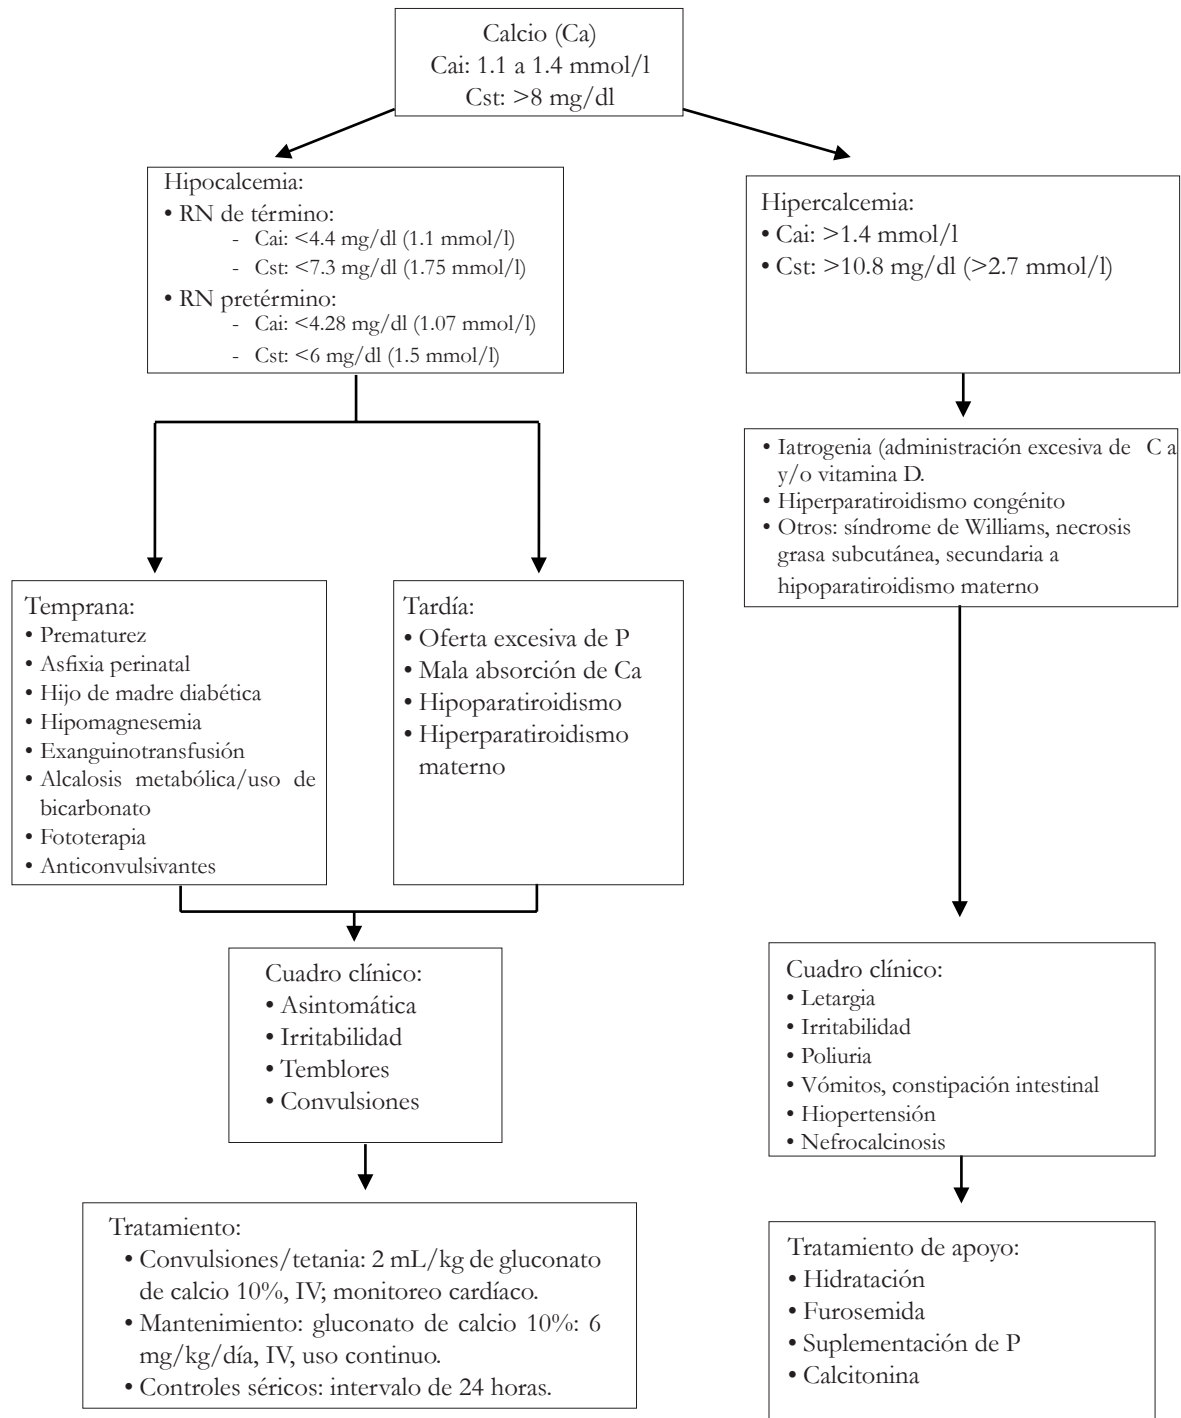 Calcio (Ca)
Cai: 1.1 a 1.4 mmol/l
Cst: >8 mg/dl
Hipocalcemia:
• RN de término:
- Cai: <4.4 mg/dl (1.1 mmol/l)
- Cst: <7.3 mg/dl (1.75 mmol/l)
• RN pretérmino:
- Cai: <4.28 mg/dl (1.07 mmol/l)
- Cst: <6 mg/dl (1.5 mmol/l)
Hipercalcemia:
• Cai: >1.4 mmol/l
• Cst: >10.8 mg/dl (>2.7 mmol/l)
• Iatrogenia (administración excesiva de C a
y/o vitamina D.
• Hiperparatiroidismo congénito
• Otros: síndrome de Williams, necrosis
grasa subcutánea, secundaria a
hipoparatiroidismo materno
Temprana:
• Prematurez
• Asfixia perinatal
• Hijo de madre diabética
• Hipomagnesemia
• Exanguinotransfusión
• Alcalosis metabólica/uso de
bicarbonato
• Fototerapia
• Anticonvulsivantes
Tardía:
• Oferta excesiva de P
• Mala absorción de Ca
• Hipoparatiroidismo
• Hiperparatiroidismo
materno
Cuadro clínico:
• Asintomática
• Irritabilidad
• Temblores
• Convulsiones
Cuadro clínico:
• Letargia
• Irritabilidad
• Poliuria
• Vómitos, constipación intestinal
• Hiopertensión
• Nefrocalcinosis
Tratamiento:
• Convulsiones/tetania: 2 mL/kg de gluconato
de calcio 10%, IV; monitoreo cardíaco.
• Mantenimiento: gluconato de calcio 10%: 6
mg/kg/día, IV, uso continuo.
• Controles séricos: intervalo de 24 horas.
Tratamiento de apoyo:
• Hidratación
• Furosemida
• Suplementación de P
• Calcitonina